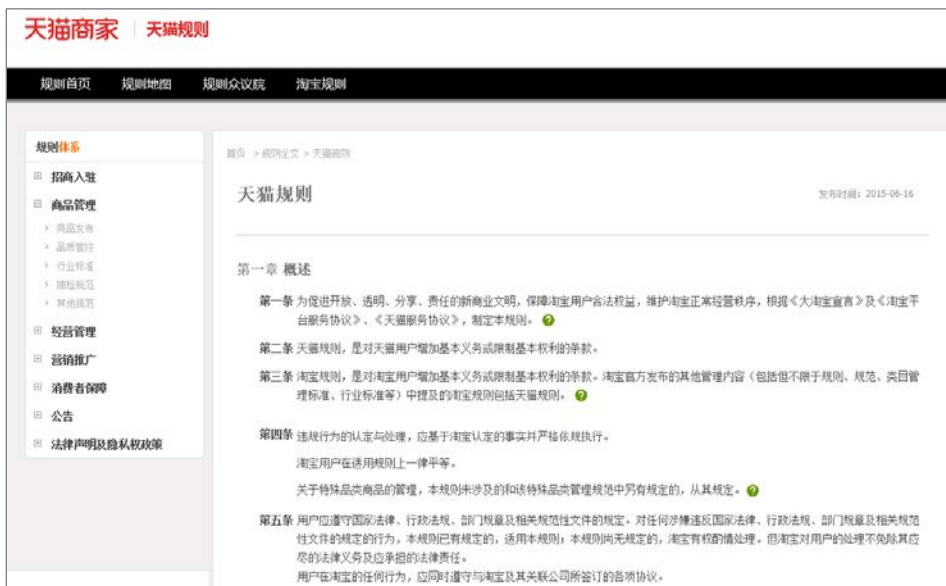 天猫商家 天猫规则
规则首页 规则地图 规则众议院 淘宝规则
规则体系
招商入驻
商品管理
商品发布
品质管控
行业标准
抽检规范
其他规范
经营管理
营销推广
消费者保障
公告
法律声明及隐私权政策
首页 > 规则全文 > 天猫规则
天猫规则
发布时间：2015-06-16
第一章 概述
第一条 为促进开放、透明、分享、责任的新商业文明，保障淘宝用户合法权益，维护淘宝正常经营秩序，根据《大淘宝宣言》及《淘宝平
台服务协议》、《天猫服务协议》，制定本规则。
第二条 天猫规则，是对天猫用户增加基本义务或限制基本权利的条款。
第三条 淘宝规则，是对淘宝用户增加基本义务或限制基本权利的条款。淘宝官方发布的其他管理内容（包括但不限于规则、规范、类目管
理标准、行业标准等）中提及的淘宝规则包括天猫规则。
第四条 违规行为的认定与处理，应基于淘宝认定的事实并严格依规执行。
淘宝用户在适用规则上一律平等。
关于特殊品类商品的管理，本规则未涉及的和该特殊品类管理规范中另有规定的，从其规定。
第五条 用户应遵守国家法律、行政法规、部门规章及相关规范性文件的规定。对任何涉嫌违反国家法律、行政法规、部门规章及相关规范
性文件的规定的行为，本规则已有规定的，适用本规则；本规则尚无规定的，淘宝有权酌情处理。但淘宝对用户的处理不免除其应
尽的法律义务及应承担的法律责任。
用户在淘宝的任何行为，应同时遵守与淘宝及其关联公司所签订的各项协议。